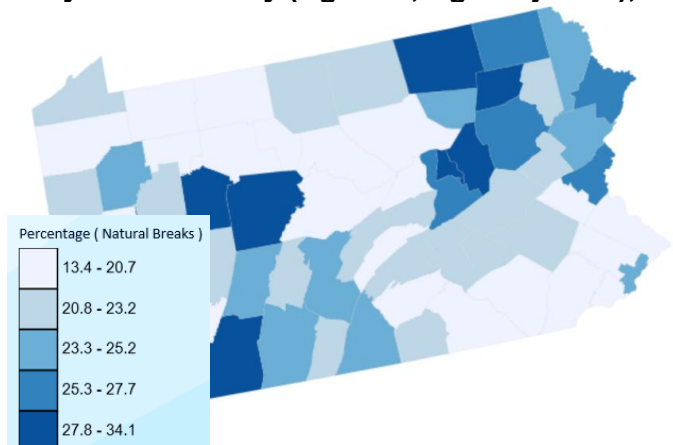 Percentage ( Natural Breaks )
13.4 - 20.7
20.8 - 23.2
23.3 - 25.2
25.3 - 27.7
27.8 - 34.1